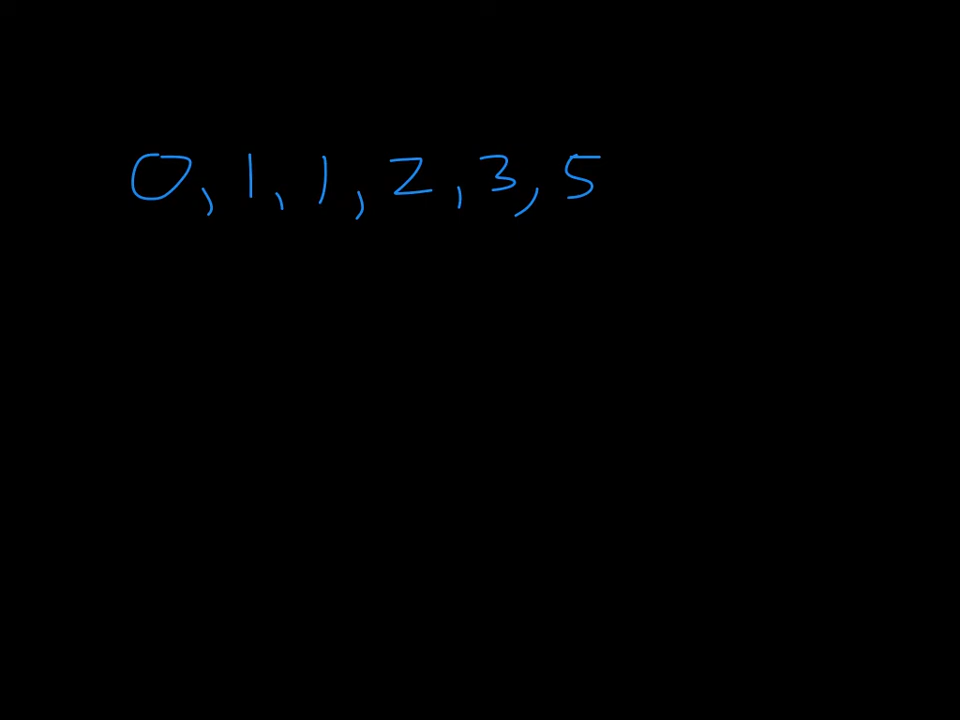 0, 1, 1, 2, 3, 5